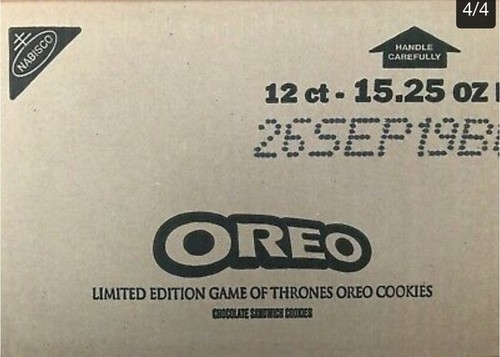 4/4
NABISCO
HANDLE
CAREFULLY
12 ct - 15.25 OZ
26SEP19B
OREO
LIMITED EDITION GAME OF THRONES OREO COOKIES
CHOCOLATE SANDWICH COOKIES